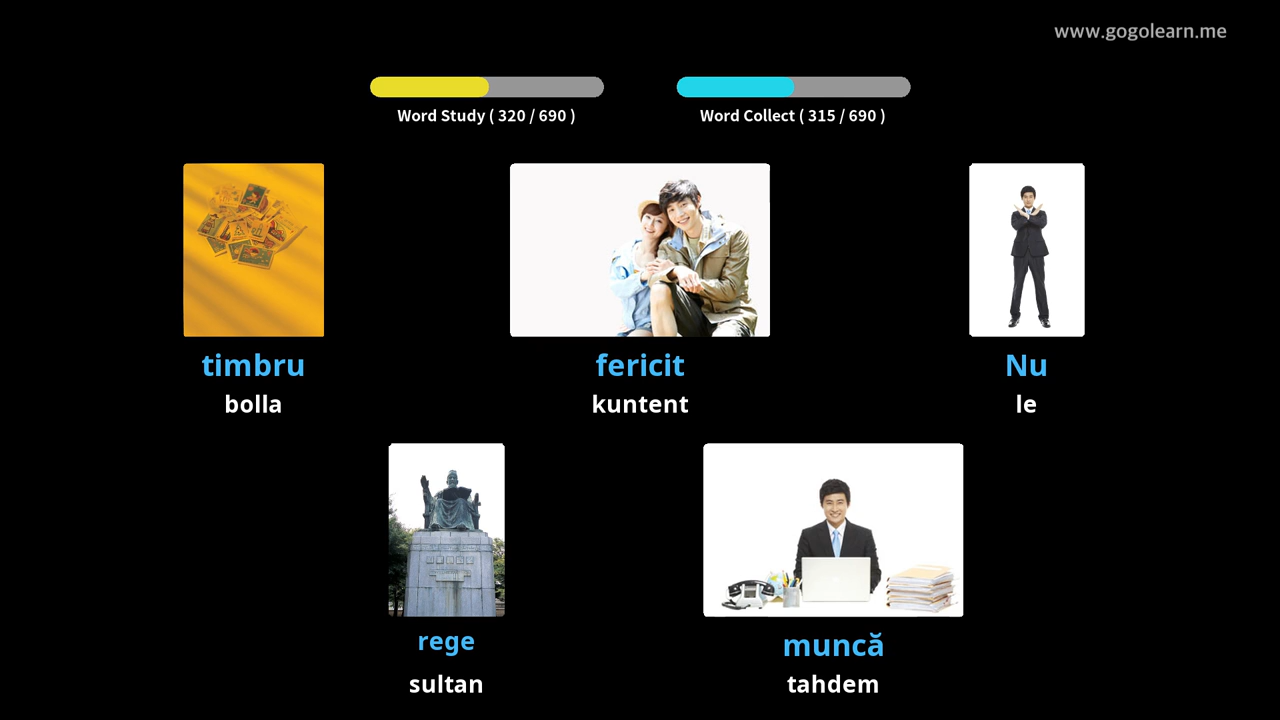 www.gogolearn.me
Word Study ( 320 / 690 )
Word Collect ( 315 / 690 )
timbru
bolla
fericit
kuntent
Nu
le
rege
sultan
muncă
tahdem